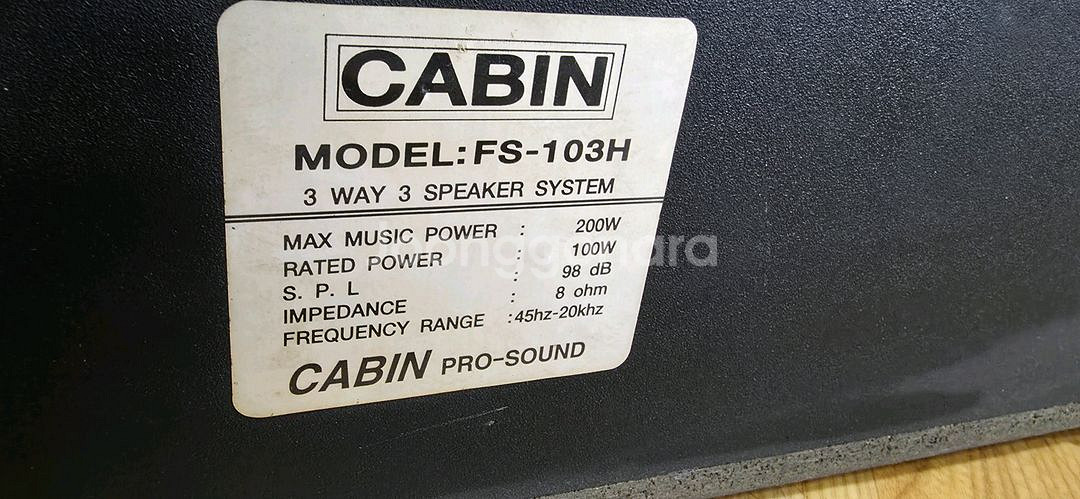 CABIN
MODEL: FS-103H
3 WAY 3 SPEAKER SYSTEM
MAX MUSIC POWER : 200W
RATED POWER : 100W
S. P. L : 98 dB
IMPEDANCE : 8 ohm
FREQUENCY RANGE : 45hz-20khz
CABIN PRO-SOUND